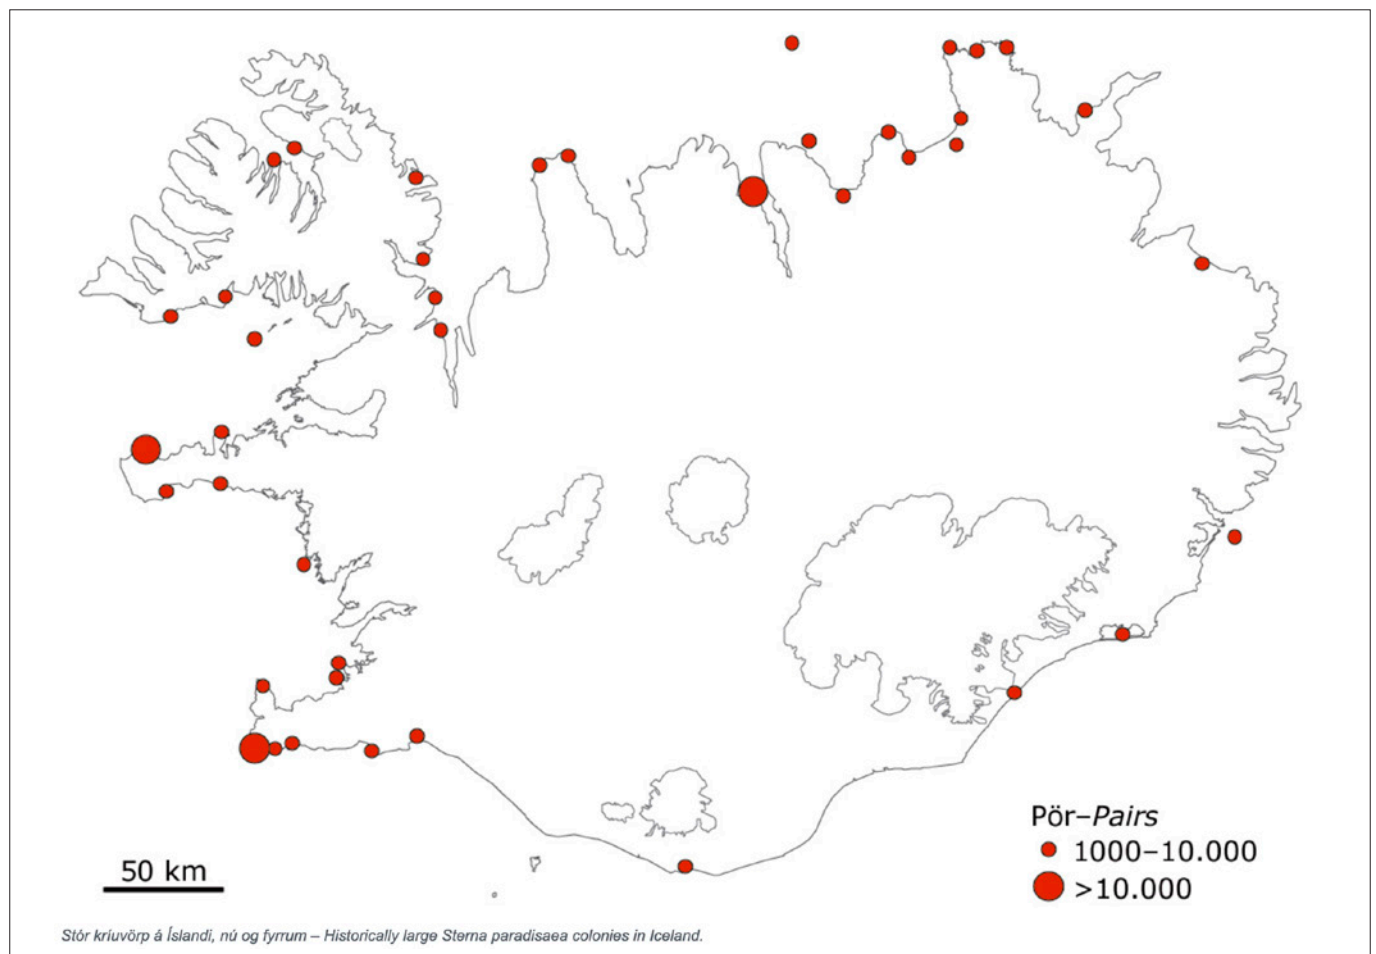 Pör–Pairs
1000–10.000
>10.000
50 km
Stór kríuvörp á Íslandi, nú og fyrrum – Historically large Sterna paradisaea colonies in Iceland.